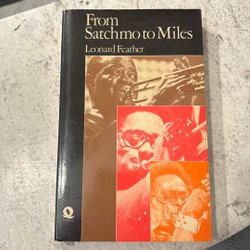 From
Satchmo to Miles
Leonard Feather
Q